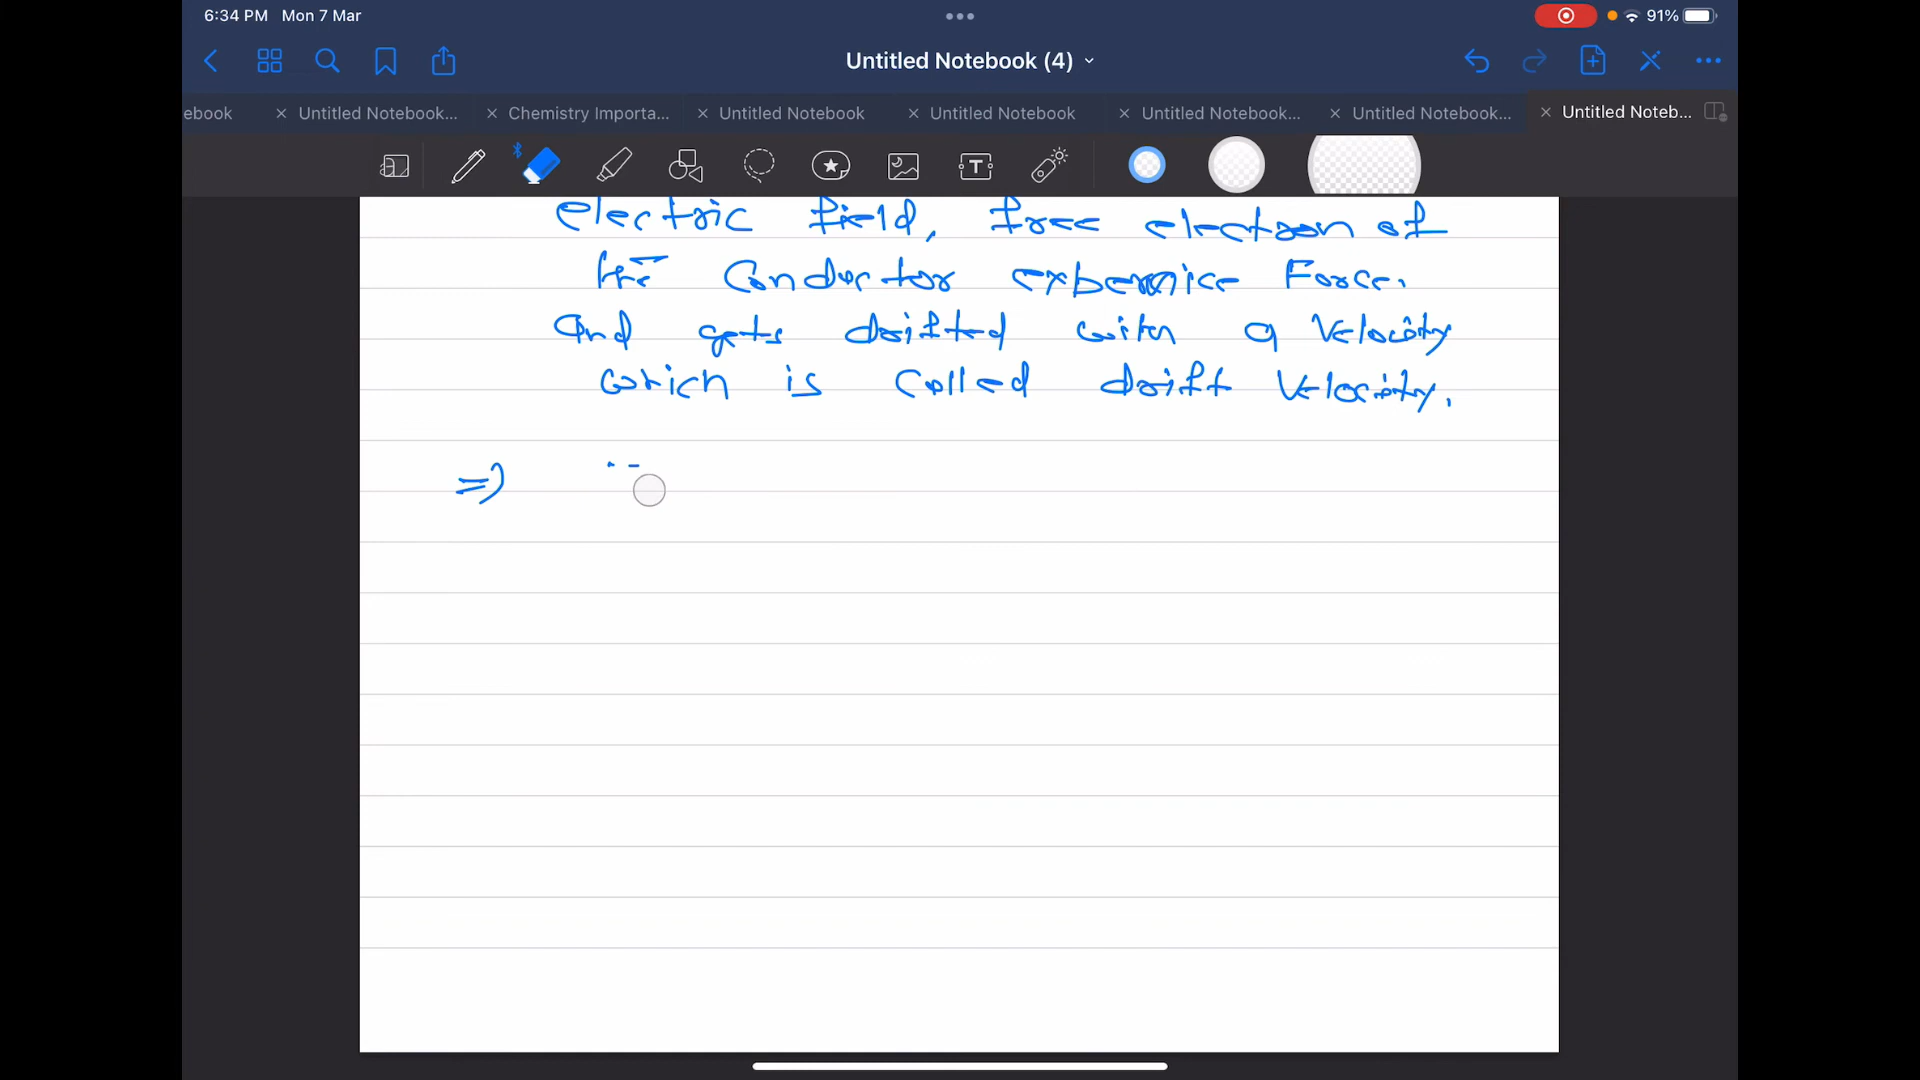 6:34 PM Mon 7 Mar 91%
Untitled Notebook (4)
ebook Untitled Notebook... Chemistry Importa... Untitled Notebook Untitled Notebook Untitled Notebook... Untitled Notebook... Untitled Noteb...
electric field, free electron of
the Conductor Force.
and gets drifted with a Velocity
which is called drift Velocity.
=>